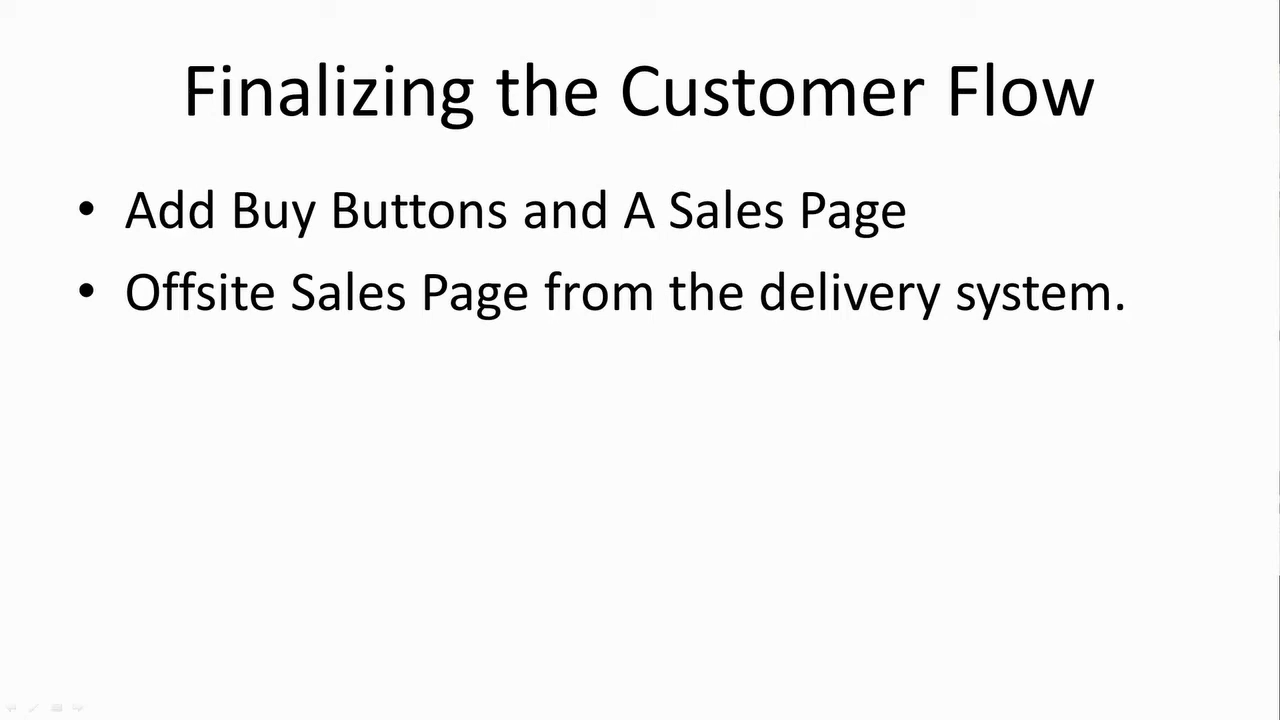 Finalizing the Customer Flow
• Add Buy Buttons and A Sales Page
• Offsite Sales Page from the delivery system.